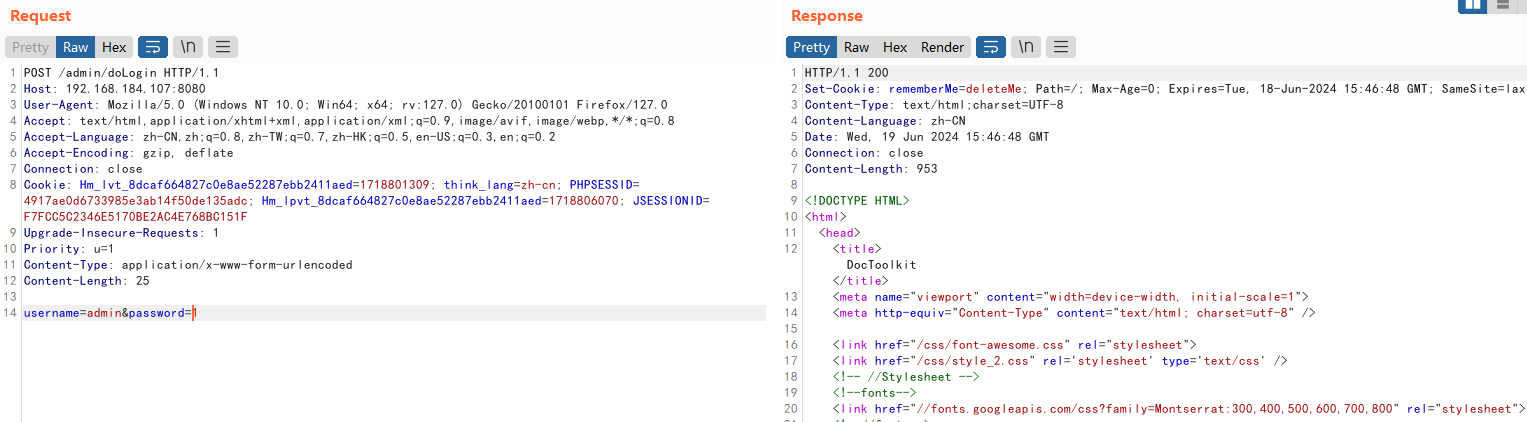 Request
Response
Pretty Raw Hex \n
Pretty Raw Hex Render \n
1 POST /admin/doLogin HTTP/1.1
2 Host: 192.168.184.107:8080
3 User-Agent: Mozilla/5.0 (Windows NT 10.0; Win64; x64; rv:127.0) Gecko/20100101 Firefox/127.0
4 Accept: text/html,application/xhtml+xml,application/xml;q=0.9,image/avif,image/webp,*/*;q=0.8
5 Accept-Language: zh-CN,zh;q=0.8,zh-TW;q=0.7,zh-HK;q=0.5,en-US;q=0.3,en;q=0.2
6 Accept-Encoding: gzip, deflate
7 Connection: close
8 Cookie: Hm_lvt_8dcaf664827c0e8ae52287ebb2411aed=1718801309; think_lang=zh-cn; PHPSESSID=
4917ae0d6733985e3ab14f50de135adc; Hm_lpvt_8dcaf664827c0e8ae52287ebb2411aed=1718806070; JSESSIONID=
F7FCC5C2346E5170BE2AC4E768BC151F
9 Upgrade-Insecure-Requests: 1
10 Priority: u=1
11 Content-Type: application/x-www-form-urlencoded
12 Content-Length: 25
13
14 username=admin&password=1
1 HTTP/1.1 200
2 Set-Cookie: rememberMe=deleteMe; Path=/; Max-Age=0; Expires=Tue, 18-Jun-2024 15:46:48 GMT; SameSite=lax
3 Content-Type: text/html;charset=UTF-8
4 Content-Language: zh-CN
5 Date: Wed, 19 Jun 2024 15:46:48 GMT
6 Connection: close
7 Content-Length: 953
8
9 <!DOCTYPE HTML>
10 <html>
11 <head>
12 <title>
DocToolkit
</title>
13 <meta name="viewport" content="width=device-width, initial-scale=1">
14 <meta http-equiv="Content-Type" content="text/html; charset=utf-8" />
15
16 <link href="/css/font-awesome.css" rel="stylesheet">
17 <link href="/css/style_2.css" rel='stylesheet' type='text/css' />
18 <!-- //Stylesheet -->
19 <!--fonts-->
20 <link href="//fonts.googleapis.com/css?family=Montserrat:300,400,500,600,700,800" rel="stylesheet">